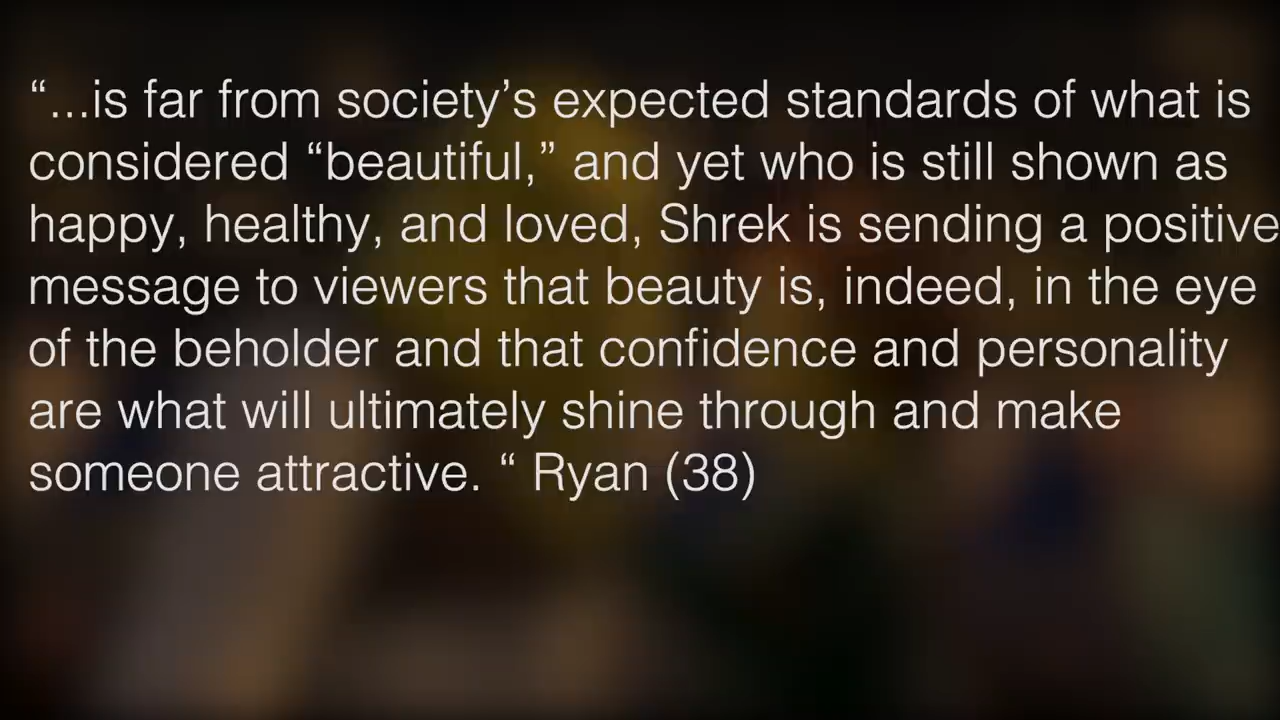 “...is far from society’s expected standards of what is
considered “beautiful,” and yet who is still shown as
happy, healthy, and loved, Shrek is sending a positive
message to viewers that beauty is, indeed, in the eye
of the beholder and that confidence and personality
are what will ultimately shine through and make
someone attractive. “ Ryan (38)